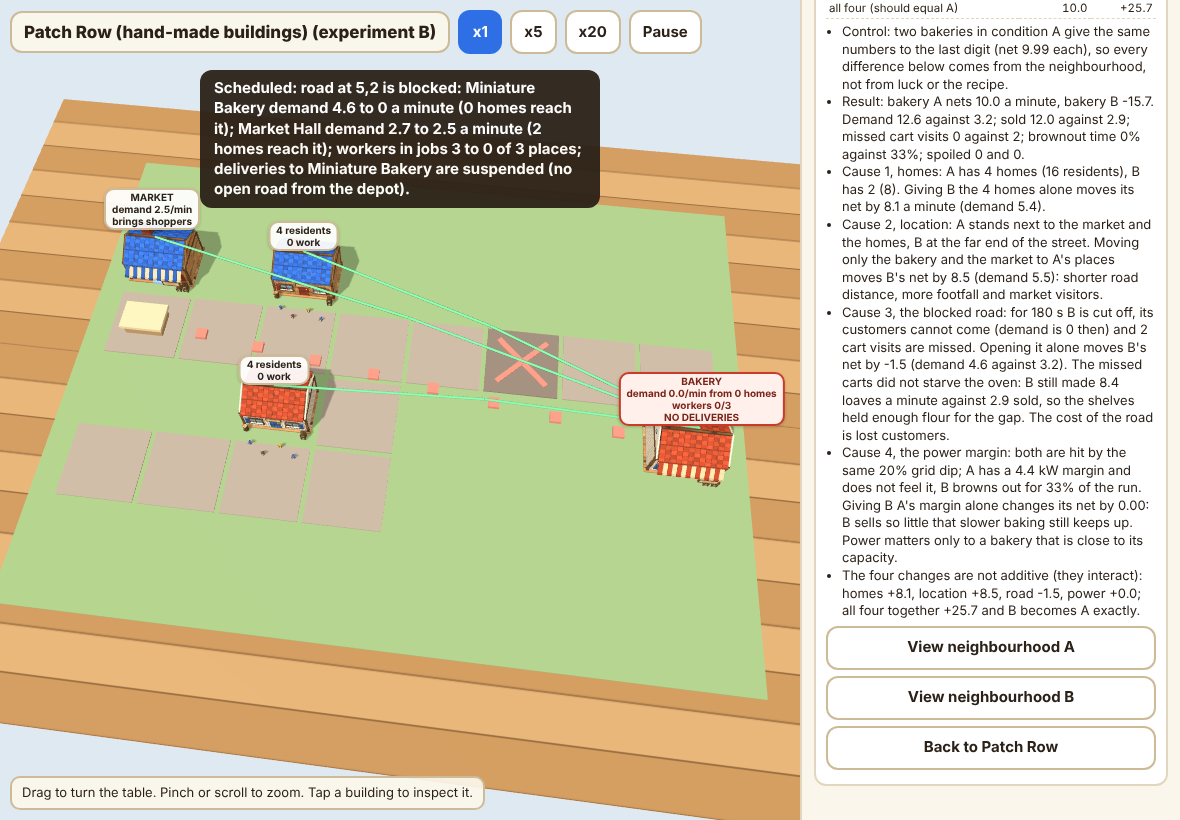 Patch Row (hand-made buildings) (experiment B)
x1
x5
x20
Pause
Scheduled: road at 5,2 is blocked: Miniature
Bakery demand 4.6 to 0 a minute (0 homes reach
it); Market Hall demand 2.7 to 2.5 a minute (2
homes reach it); workers in jobs 3 to 0 of 3 places;
deliveries to Miniature Bakery are suspended (no
open road from the depot).
MARKET
demand 2.5/min
brings shoppers
4 residents
0 work
4 residents
0 work
BAKERY
demand 0.0/min from 0 homes
workers 0/3
NO DELIVERIES
Drag to turn the table. Pinch or scroll to zoom. Tap a building to inspect it.
all four (should equal A) 10.0 +25.7
• Control: two bakeries in condition A give the same
numbers to the last digit (net 9.99 each), so every
difference below comes from the neighbourhood,
not from luck or the recipe.
• Result: bakery A nets 10.0 a minute, bakery B -15.7.
Demand 12.6 against 3.2; sold 12.0 against 2.9;
missed cart visits 0 against 2; brownout time 0%
against 33%; spoiled 0 and 0.
• Cause 1, homes: A has 4 homes (16 residents), B
has 2 (8). Giving B the 4 homes alone moves its
net by 8.1 a minute (demand 5.4).
• Cause 2, location: A stands next to the market and
the homes, B at the far end of the street. Moving
only the bakery and the market to A's places
moves B's net by 8.5 (demand 5.5): shorter road
distance, more footfall and market visitors.
• Cause 3, the blocked road: for 180 s B is cut off, its
customers cannot come (demand is 0 then) and 2
cart visits are missed. Opening it alone moves B's
net by -1.5 (demand 4.6 against 3.2). The missed
carts did not starve the oven: B still made 8.4
loaves a minute against 2.9 sold, so the shelves
held enough flour for the gap. The cost of the road
is lost customers.
• Cause 4, the power margin: both are hit by the
same 20% grid dip; A has a 4.4 kW margin and
does not feel it, B browns out for 33% of the run.
Giving B A's margin alone changes its net by 0.00:
B sells so little that slower baking still keeps up.
Power matters only to a bakery that is close to its
capacity.
• The four changes are not additive (they interact):
homes +8.1, location +8.5, road -1.5, power +0.0;
all four together +25.7 and B becomes A exactly.
View neighbourhood A
View neighbourhood B
Back to Patch Row